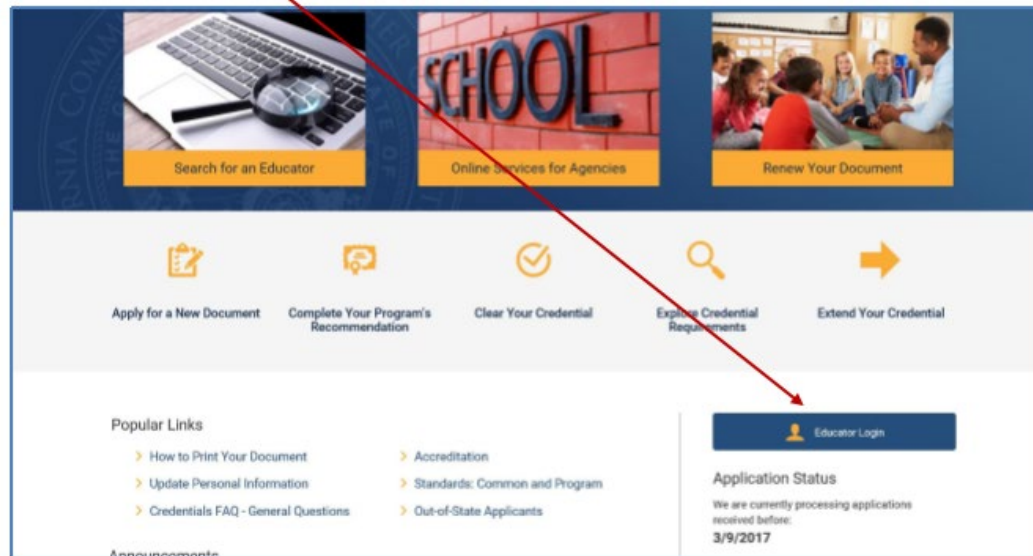 SCHOOL
Search for an Educator
Online Services for Agencies
Renew Your Document
Apply for a New Document
Complete Your Program's
Recommendation
Clear Your Credential
Explore Credential
Requirements
Extend Your Credential
Popular Links
How to Print Your Document
Update Personal Information
Credentials FAQ - General Questions
Accreditation
Standards: Common and Program
Out-of-State Applicants
Educator Login
Application Status
We are currently processing applications
received before:
3/9/2017
Announcements